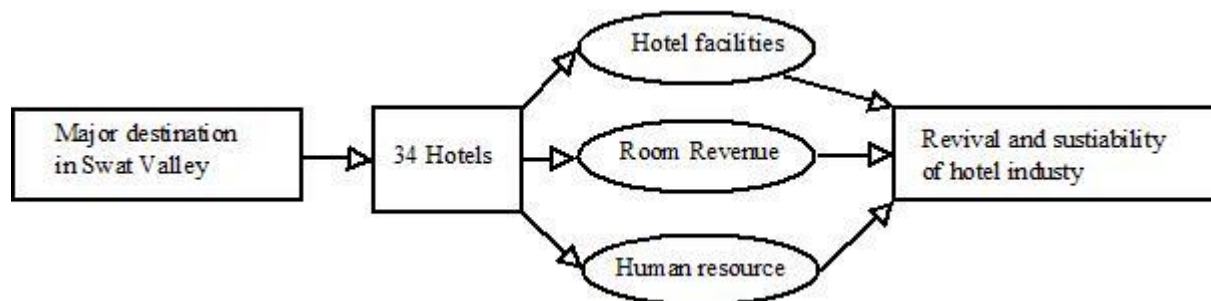 Hotel facilities
Major destination
in Swat Valley
34 Hotels
Room Revenue
Revival and sustiability
of hotel industy
Human resource